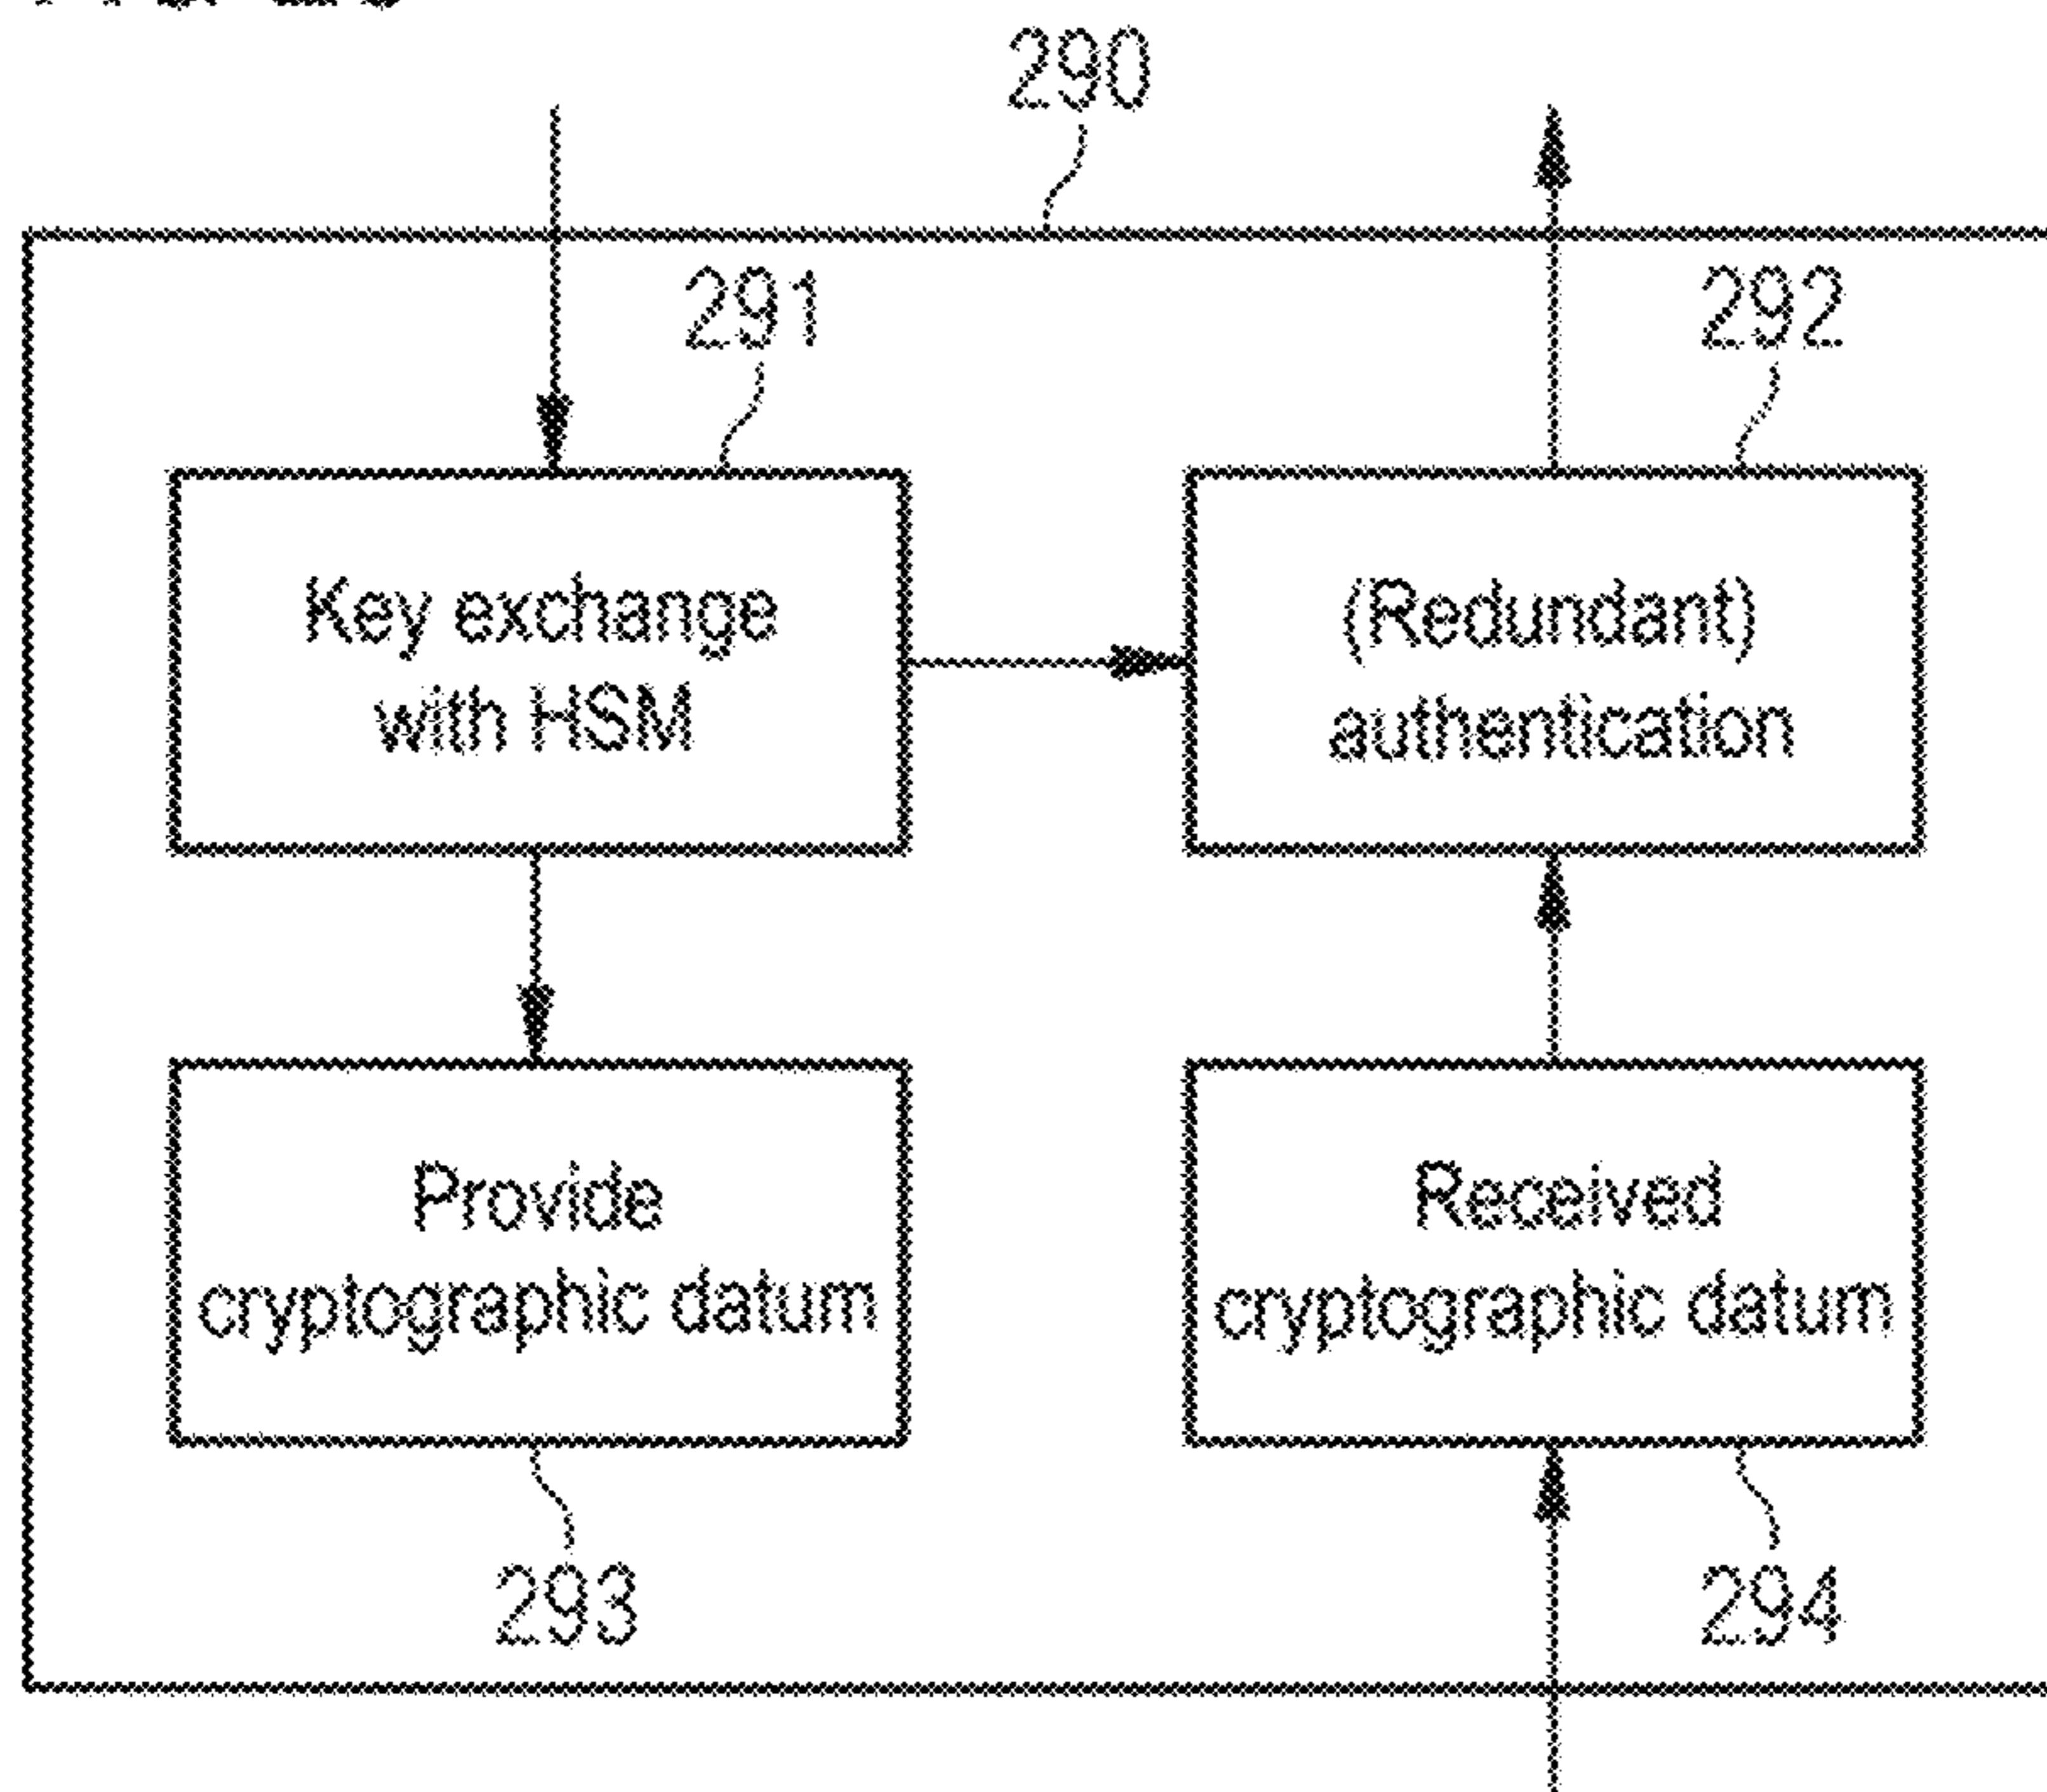 290
291
292
Key exchange
with HSM
(Redundant)
authentication
Provide
cryptographic datum
Received
cryptographic datum
293
294